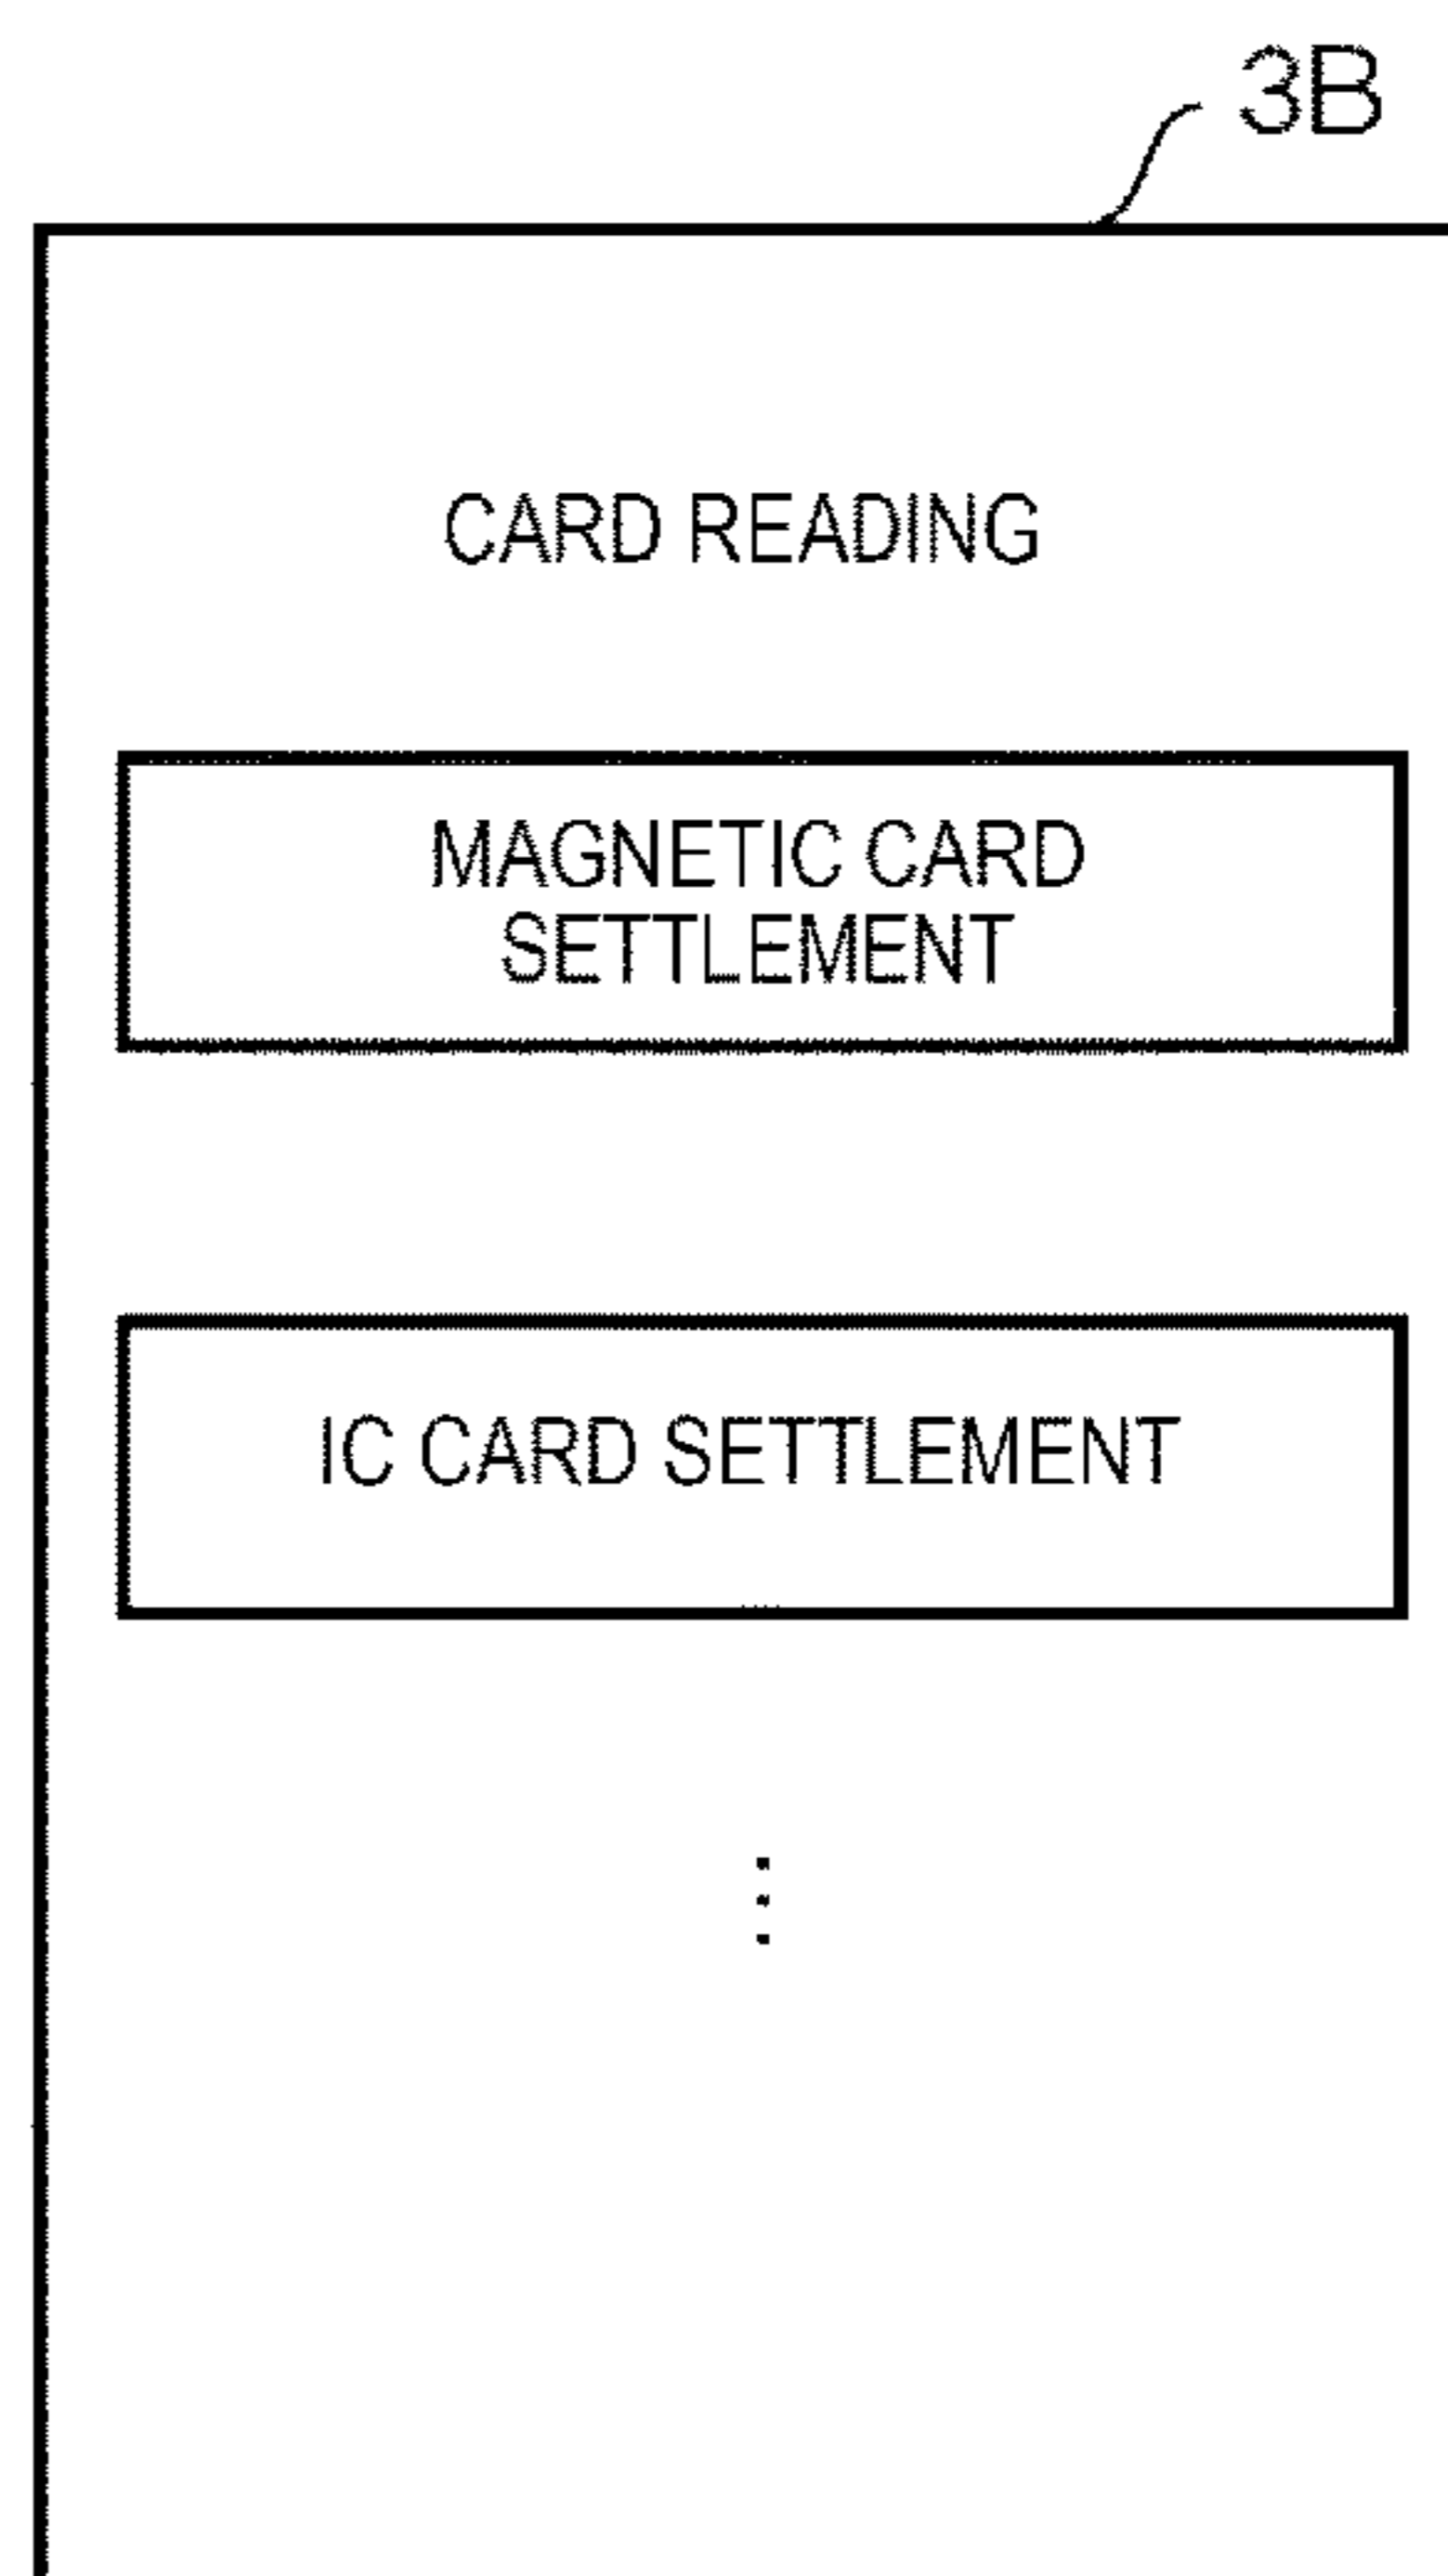 3B
CARD READING
MAGNETIC CARD
SETTLEMENT
IC CARD SETTLEMENT
⋮